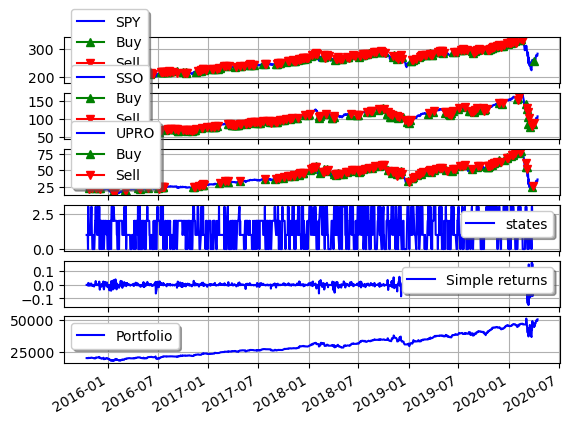 SPY
Buy
Sell
300
200
SSO
Buy
Sell
150
100
50
UPRO
Buy
Sell
75
50
25
states
2.5
0.0
Simple returns
0.1
0.0
−0.1
Portfolio
50000
25000
2016-01
2016-07
2017-01
2017-07
2018-01
2018-07
2019-01
2019-07
2020-01
2020-07